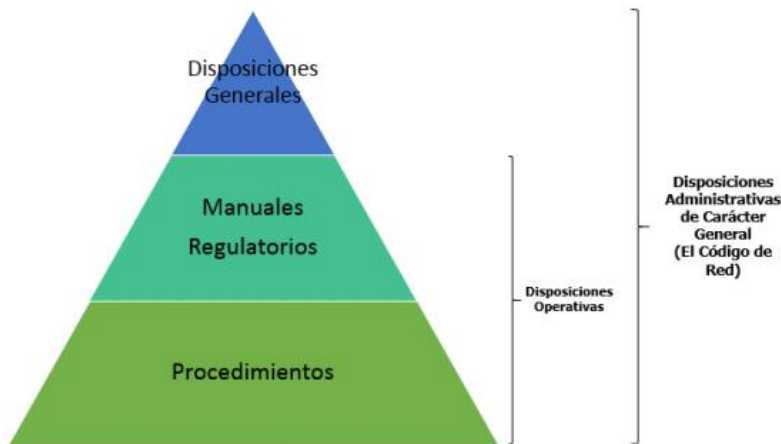 Disposiciones
Generales
Manuales
Regulatorios
Procedimientos
Disposiciones
Operativas
Disposiciones
Administrativas
de Carácter
General
(El Código de
Red)